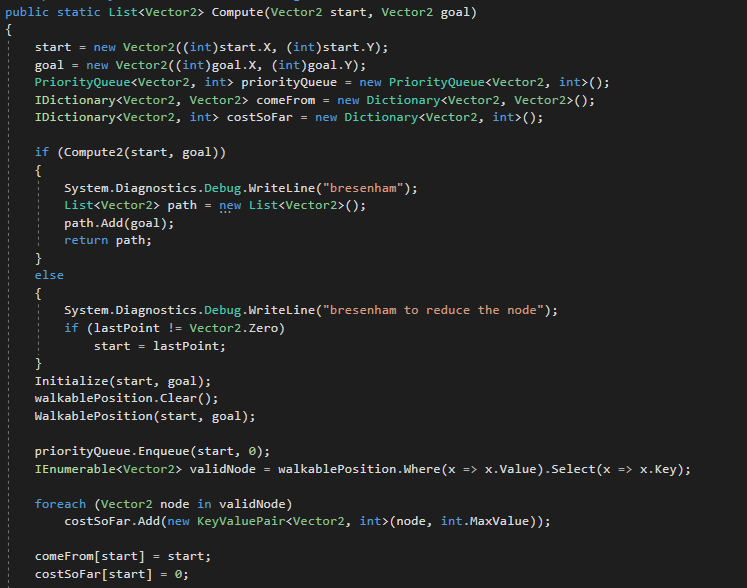 public static List<Vector2> Compute(Vector2 start, Vector2 goal)
{
start = new Vector2((int)start.X, (int)start.Y);
goal = new Vector2((int)goal.X, (int)goal.Y);
PriorityQueue<Vector2, int> priorityQueue = new PriorityQueue<Vector2, int>();
IDictionary<Vector2, Vector2> comeFrom = new Dictionary<Vector2, Vector2>();
IDictionary<Vector2, int> costSoFar = new Dictionary<Vector2, int>();
if (Compute2(start, goal))
{
System.Diagnostics.Debug.WriteLine("bresenham");
List<Vector2> path = new List<Vector2>();
path.Add(goal);
return path;
}
else
{
System.Diagnostics.Debug.WriteLine("bresenham to reduce the node");
if (lastPoint != Vector2.Zero)
start = lastPoint;
}
Initialize(start, goal);
walkablePosition.Clear();
WalkablePosition(start, goal);
priorityQueue.Enqueue(start, 0);
IEnumerable<Vector2> validNode = walkablePosition.Where(x => x.Value).Select(x => x.Key);
foreach (Vector2 node in validNode)
costSoFar.Add(new KeyValuePair<Vector2, int>(node, int.MaxValue));
comeFrom[start] = start;
costSoFar[start] = 0;